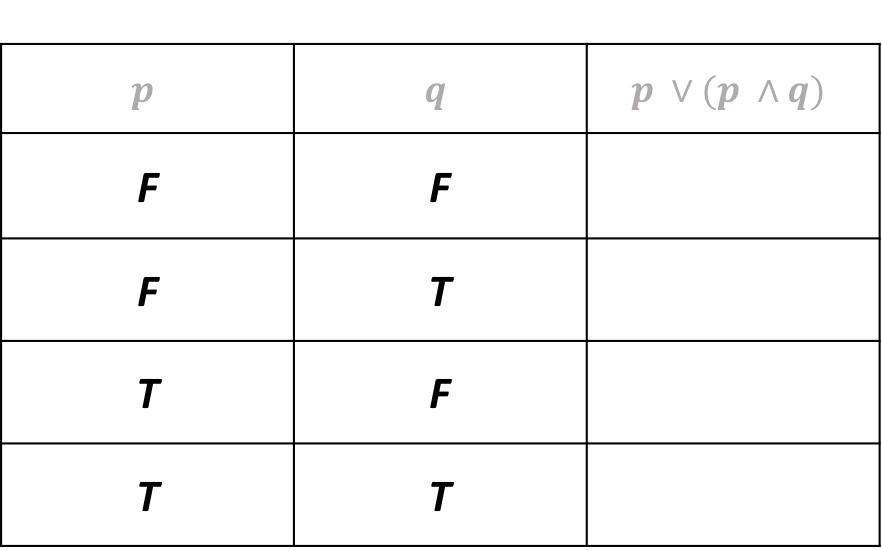 p q p ∨ (p ∧ q)
F F
F T
T F
T T